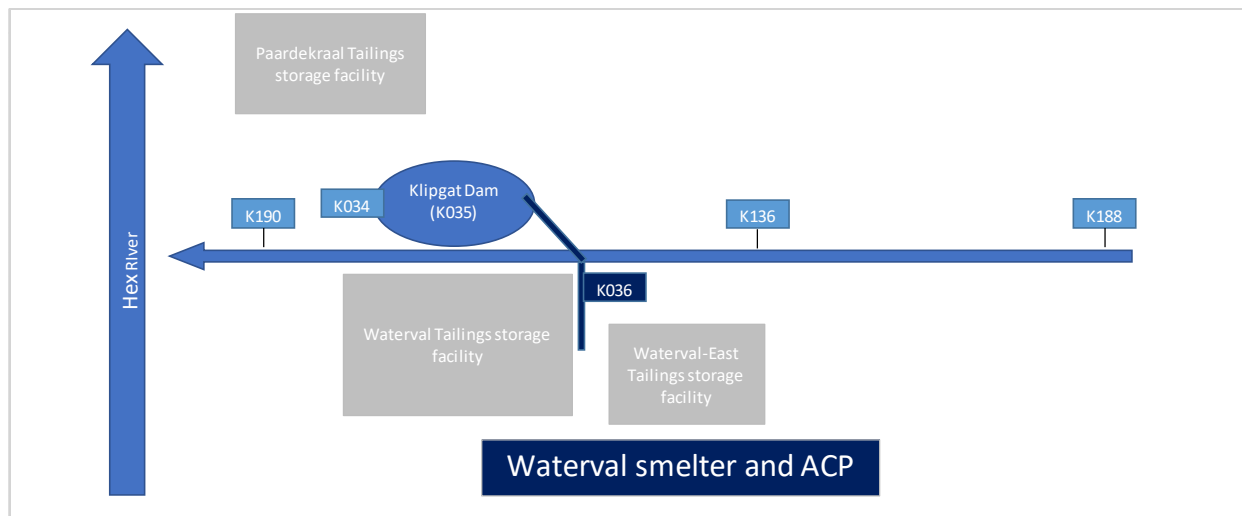 Paardekraal Tailings
storage facility
Klipgat Dam
(K035)
K034
K190
K136
K188
Hex River
K036
Waterval Tailings storage
facility
Waterval-East
Tailings storage
facility
Waterval smelter and ACP